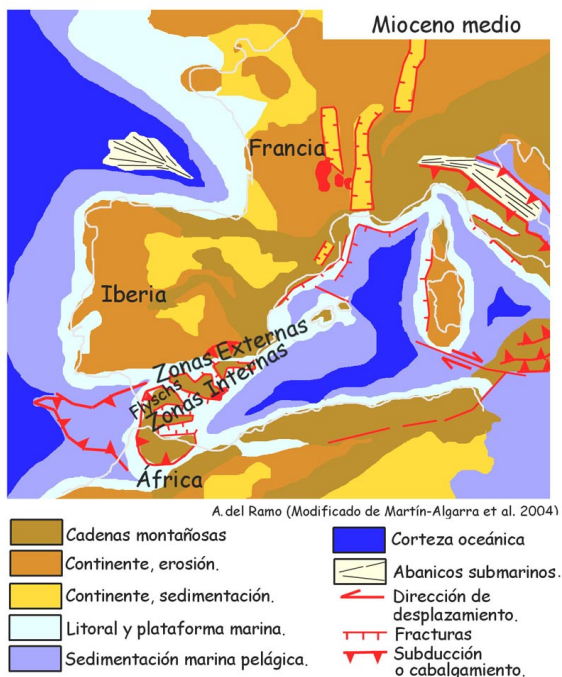 Mioceno medio
Francia
Iberia
Zonas Externas
Flyschs
Zonas Internas
África
A. del Ramo (Modificado de Martín-Algarra et al. 2004)
Cadenas montañosas
Continente, erosión.
Continente, sedimentación.
Litoral y plataforma marina.
Sedimentación marina pelágica.
Corteza oceánica
Abanicos submarinos.
Dirección de
desplazamiento.
Fracturas
Subducción
o cabalgamiento.